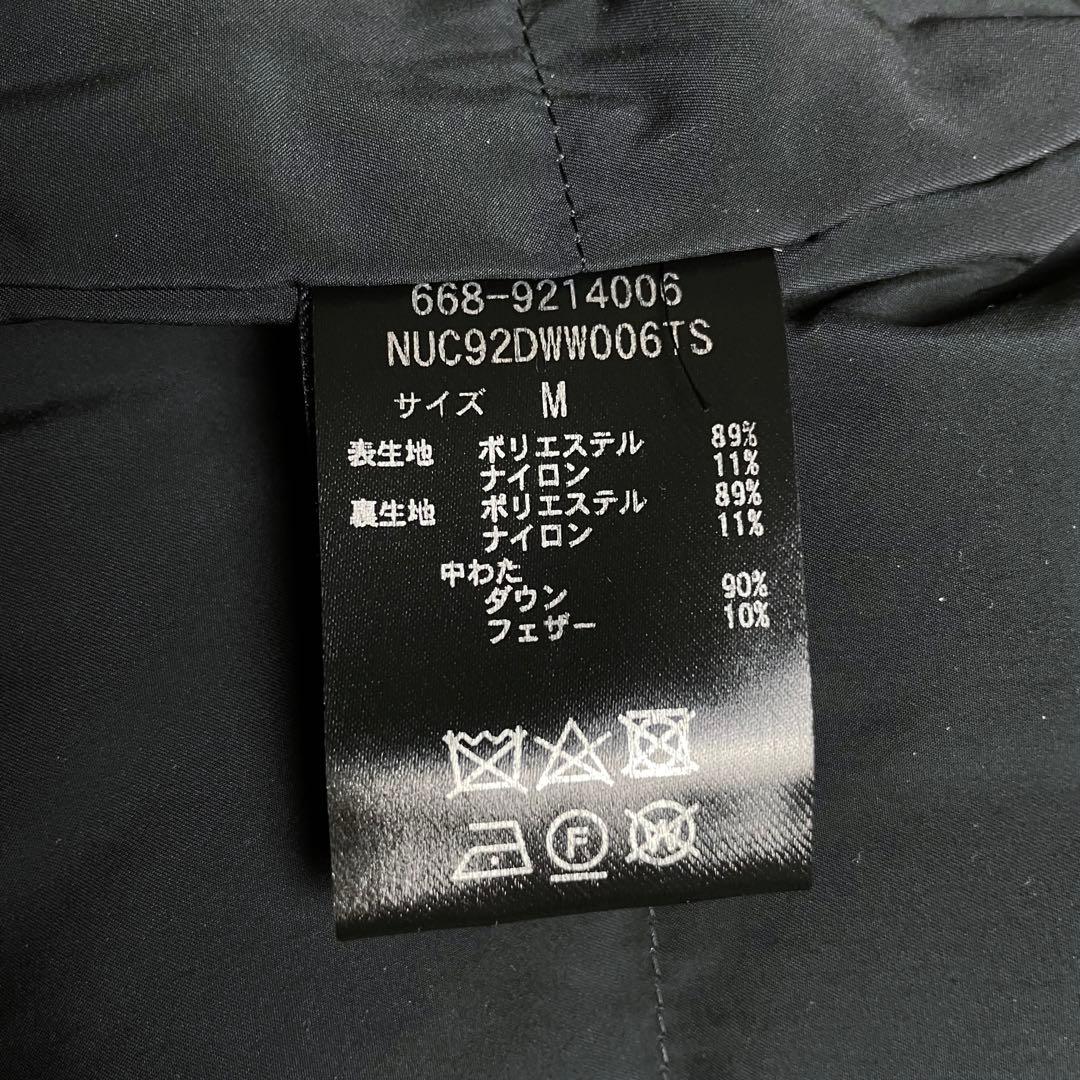 668-9214006
NUC92DWW006TS
サイズ M
表生地 ポリエステル 89%
ナイロン 11%
裏生地 ポリエステル 89%
ナイロン 11%
中わた
ダウン 90%
フェザー 10%
F
W